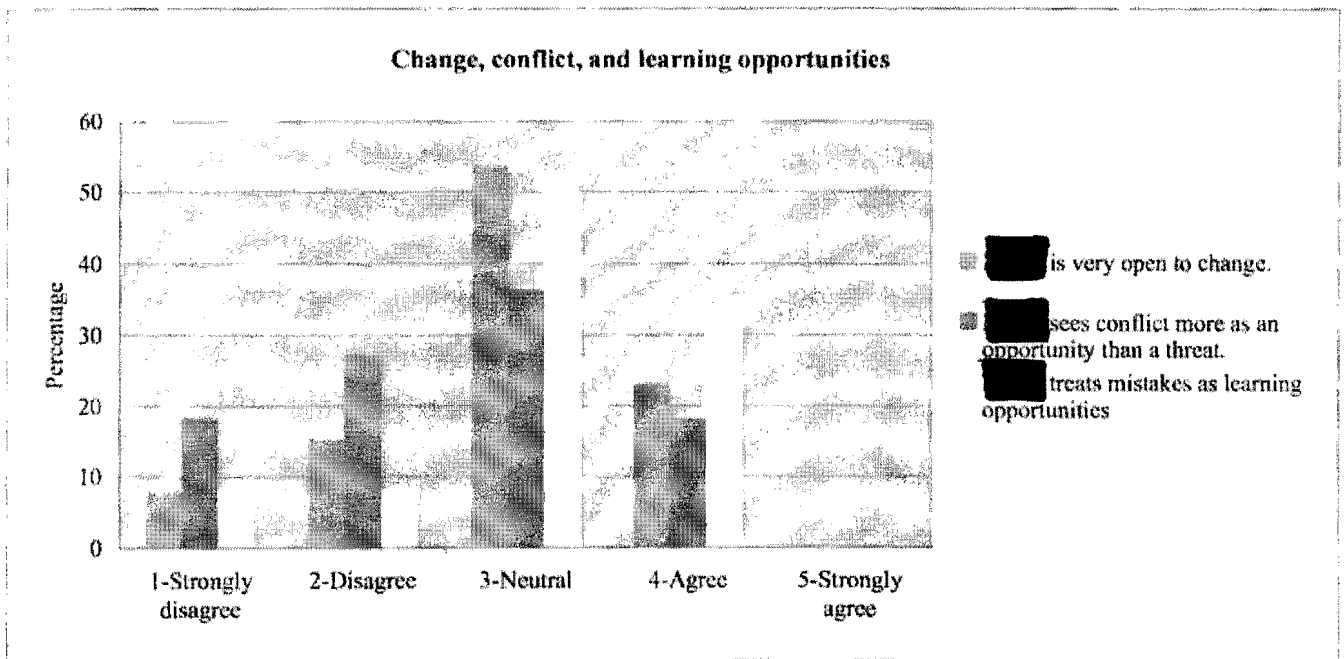 Change, conflict, and learning opportunities
60
50
40
30
20
10
0
Percentage
1-Strongly
disagree
2-Disagree
3-Neutral
4-Agree
5-Strongly
agree
is very open to change.
sees conflict more as an
opportunity than a threat.
treats mistakes as learning
opportunities